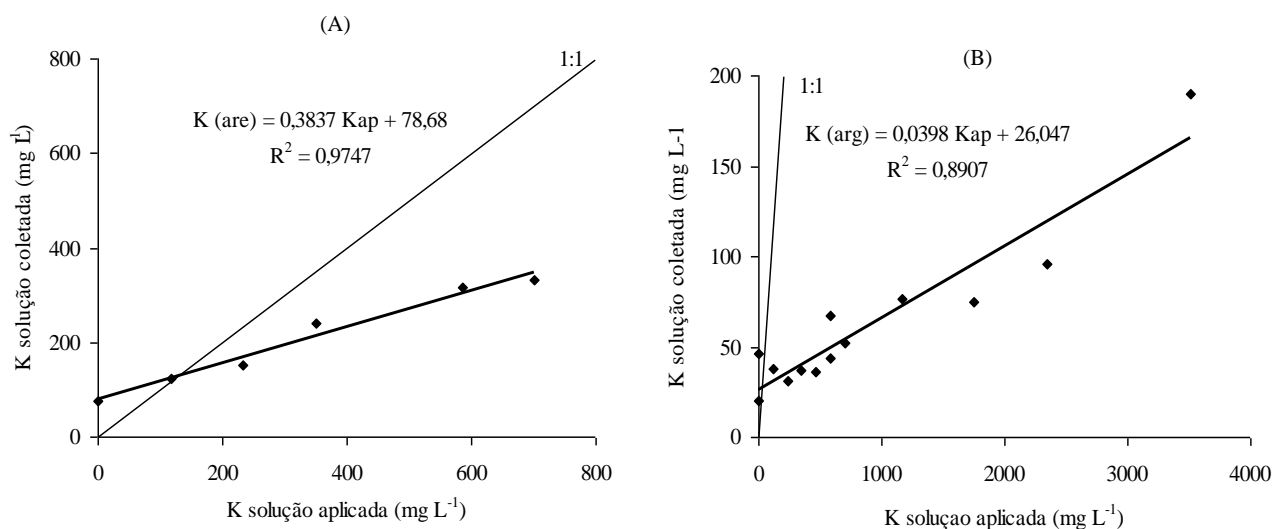 (A)
800
600
400
200
0
K solução coletada (mg L-1)
1:1
K (are) = 0,3837 Kap + 78,68
R2 = 0,9747
0 200 400 600 800
K solução aplicada (mg L-1)
(B)
200
150
100
50
0
K solução coletada (mg L-1
1:1
K (arg) = 0,0398 Kap + 26,047
R2 = 0,8907
0 1000 2000 3000 4000
K soluçao aplicada (mg L-1)